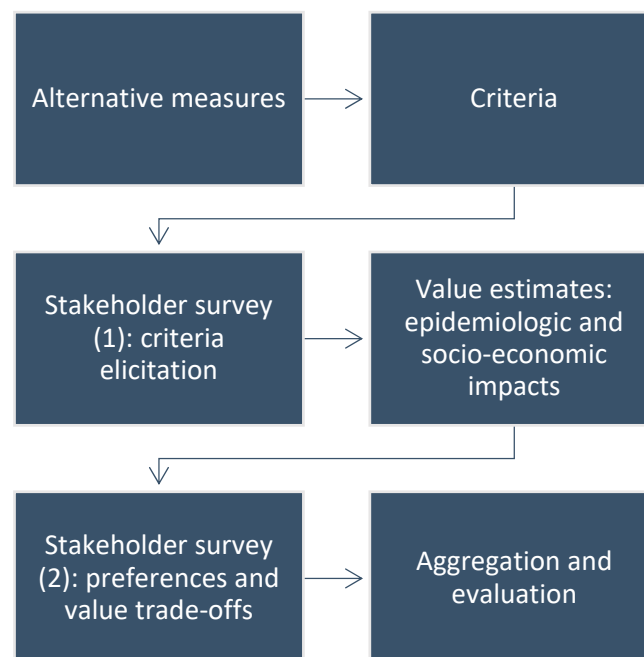 Alternative measures
Criteria
Stakeholder survey
(1): criteria
elicitation
Value estimates:
epidemiologic and
socio-economic
impacts
Stakeholder survey
(2): preferences and
value trade-offs
Aggregation and
evaluation